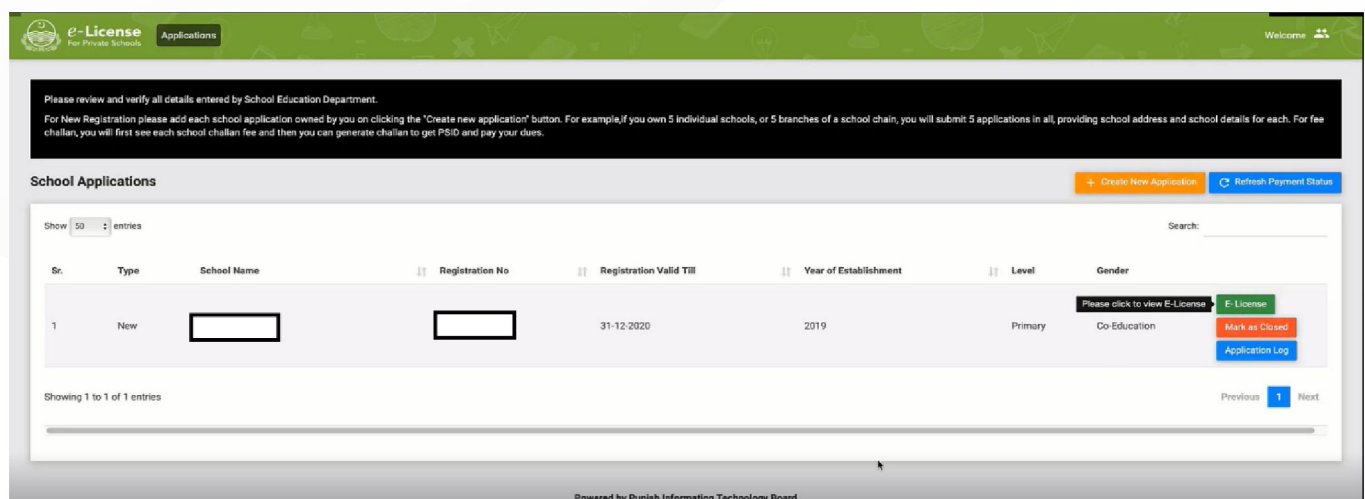 e-License
For Private Schools
Applications
Welcome
Please review and verify all details entered by School Education Department.
For New Registration please add each school application owned by you on clicking the "Create new application" button. For example,if you own 5 individual schools, or 5 branches of a school chain, you will submit 5 applications in all, providing school address and school details for each. For fee
challan, you will first see each school challan fee and then you can generate challan to get PSID and pay your dues.
School Applications
+ Create New Application
Refresh Payment Status
Show 50 entries
Search:
Sr. Type School Name Registration No Registration Valid Till Year of Establishment Level Gender
Please click to view E-License
E-License
1 New 31-12-2020 2019 Primary Co-Education
Mark as Closed
Application Log
Showing 1 to 1 of 1 entries
Previous 1 Next
Powered by Punjab Information Technology Board